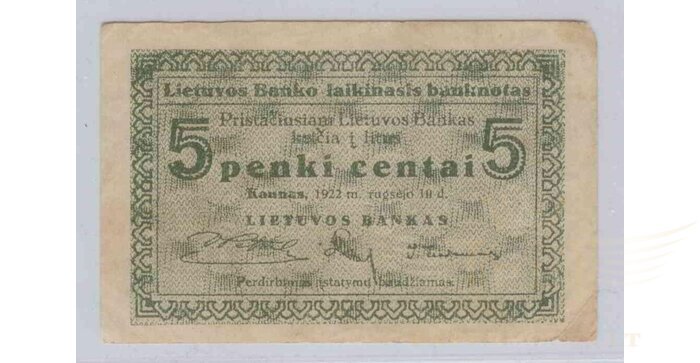 Lietuvos Banko laikinasis banknotas
Pristačiusiam Lietuvos Bankas
keičia į litus
5 penki centai 5
Kaunas, 1922 m. rugsėjo 10 d.
LIETUVOS BANKAS
Perdirbimas įstatymu baudžiamas.